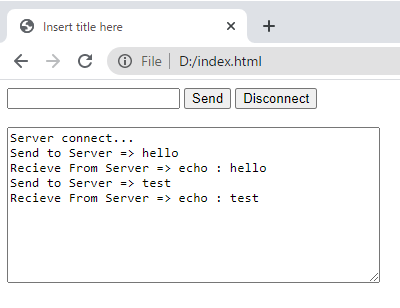 Insert title here
File | D:/index.html
Send Disconnect
Server connect...
Send to Server => hello
Recieve From Server => echo : hello
Send to Server => test
Recieve From Server => echo : test